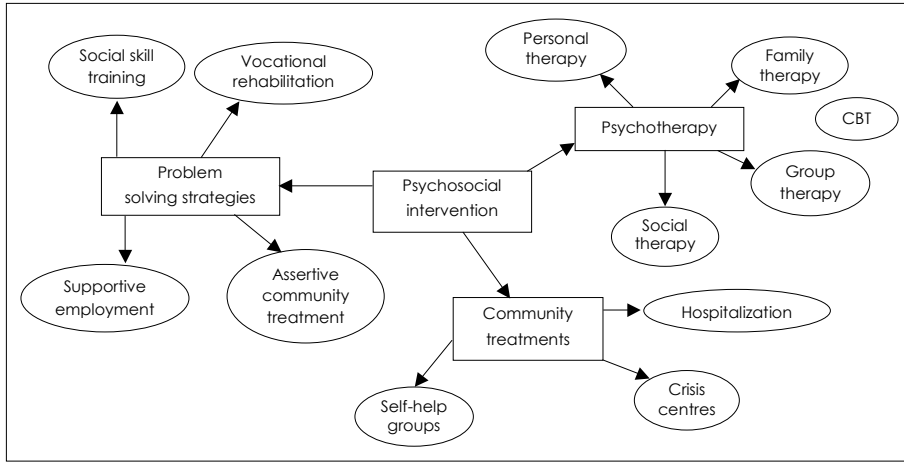 Social skill
training
Vocational
rehabilitation
Personal
therapy
Family
therapy
CBT
Psychotherapy
Problem
solving strategies
Psychosocial
intervention
Group
therapy
Social
therapy
Supportive
employment
Assertive
community
treatment
Community
treatments
Hospitalization
Self-help
groups
Crisis
centres